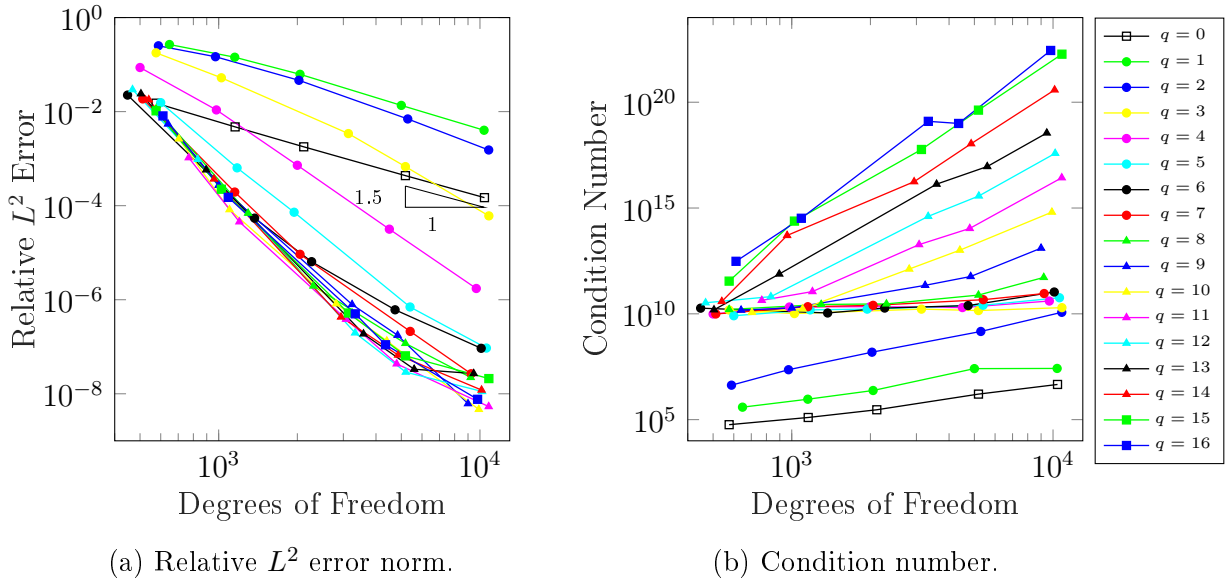 10^0
10^{-2}
10^{-4}
10^{-6}
10^{-8}
Relative L^2 Error
1.5
1
10^3
10^4
Degrees of Freedom
(a) Relative L^2 error norm.
10^{20}
10^{15}
10^{10}
10^5
Condition Number
10^3
10^4
Degrees of Freedom
(b) Condition number.
q = 0
q = 1
q = 2
q = 3
q = 4
q = 5
q = 6
q = 7
q = 8
q = 9
q = 10
q = 11
q = 12
q = 13
q = 14
q = 15
q = 16